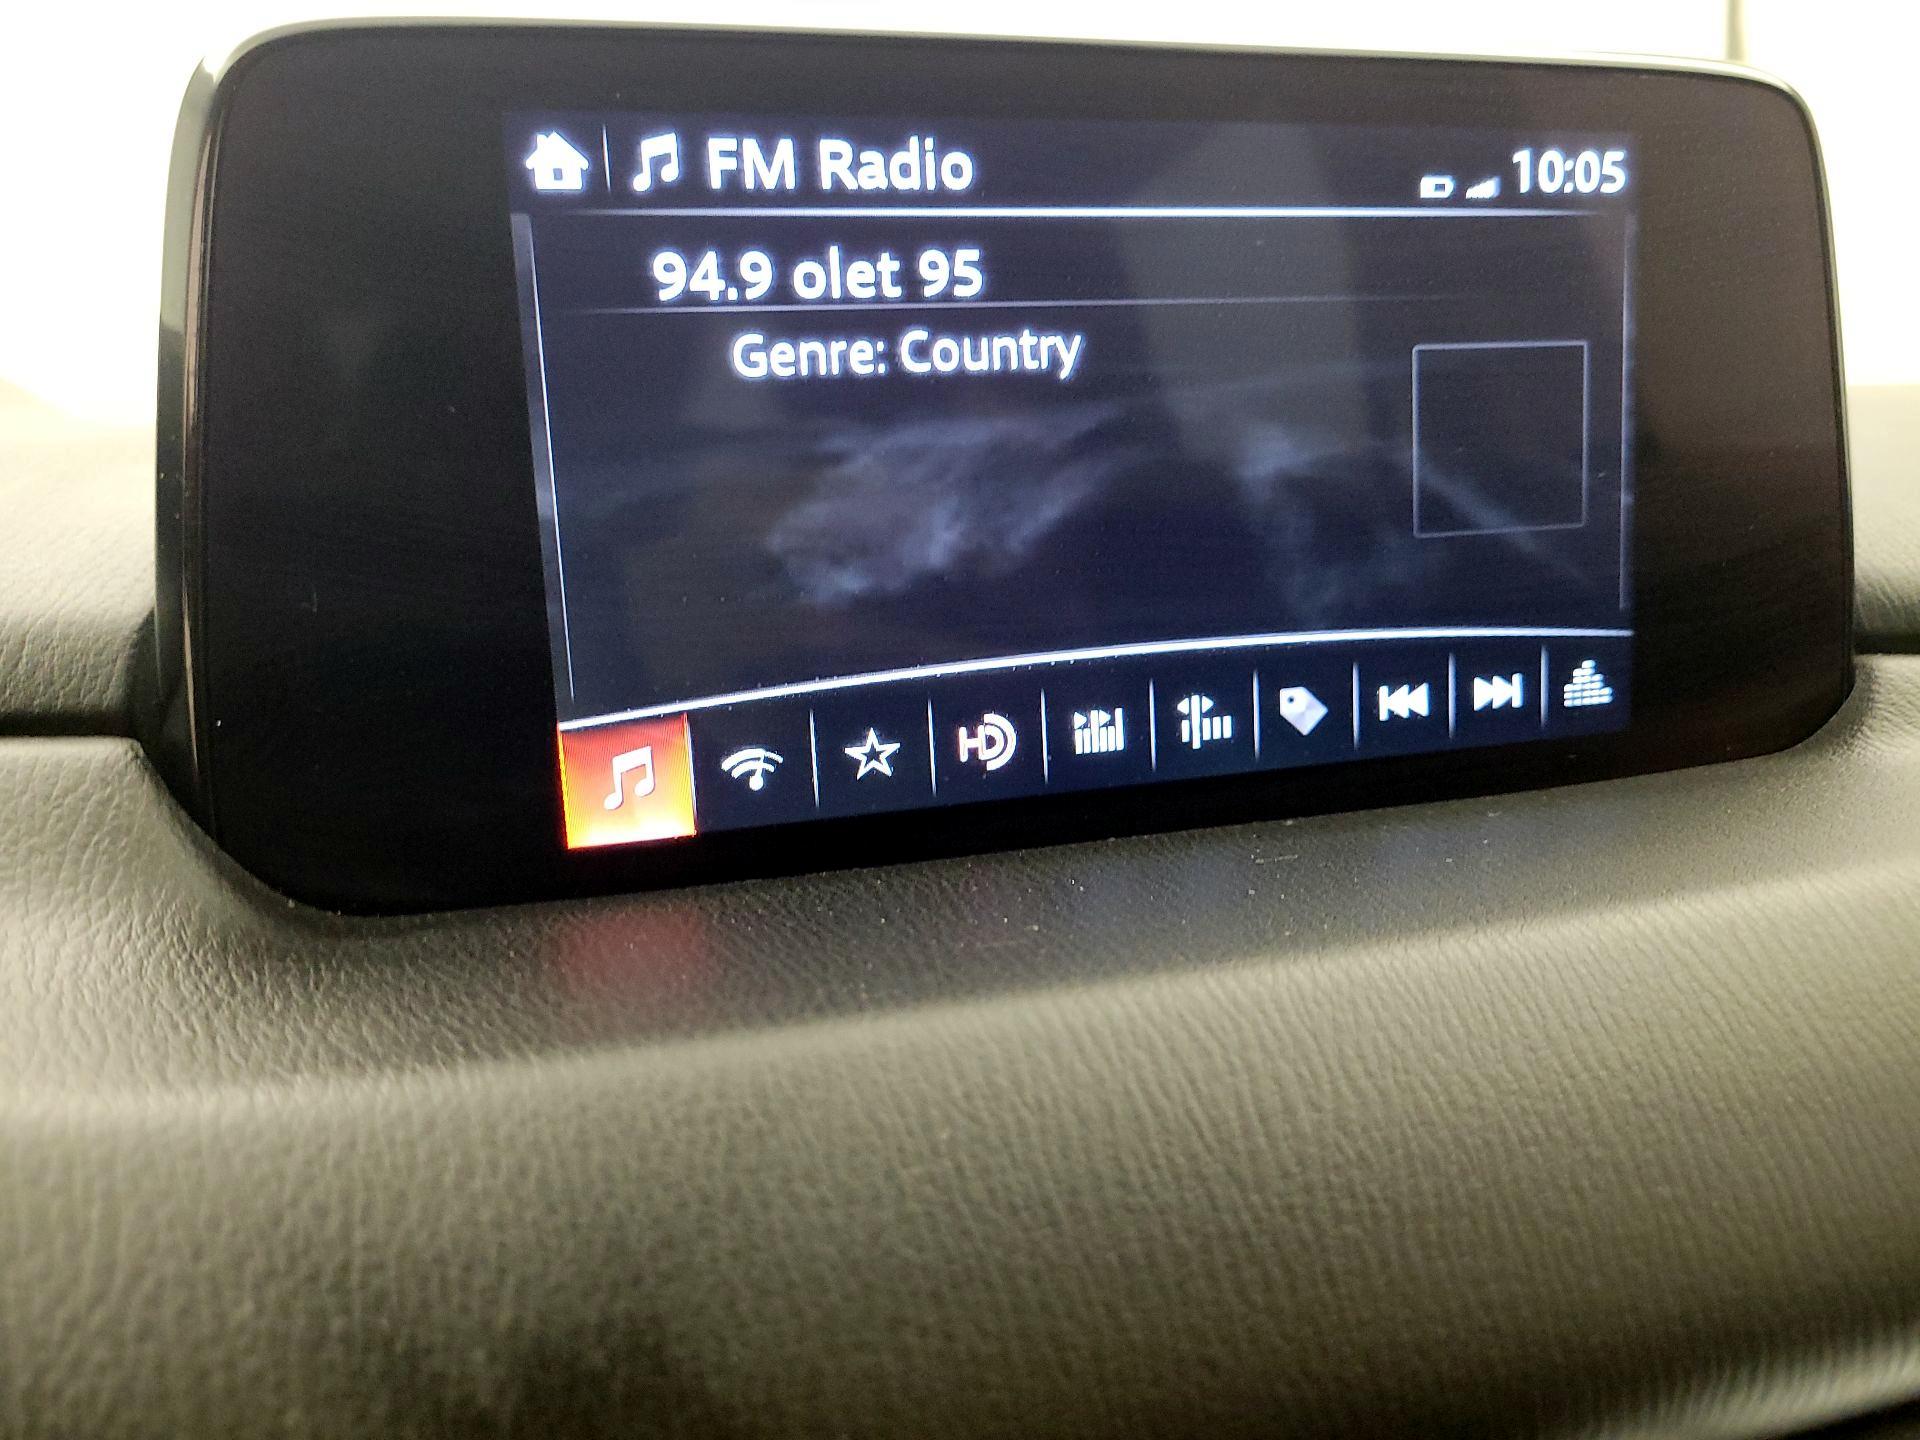 FM Radio
10:05
94.9 olet 95
Genre: Country
HD